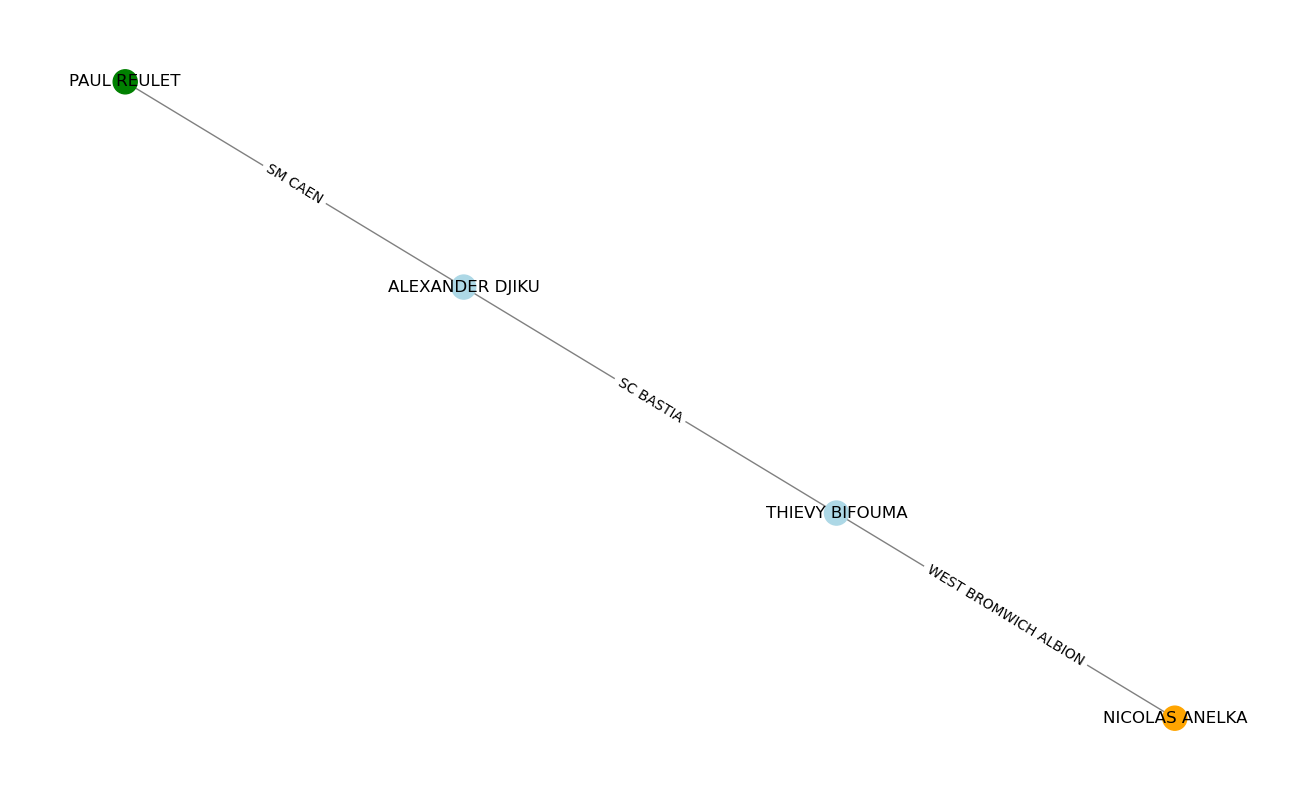 PAUL REULET
SM CAEN
ALEXANDER DJIKU
SC BASTIA
THIEVY BIFOUMA
WEST BROMWICH ALBION
NICOLAS ANELKA